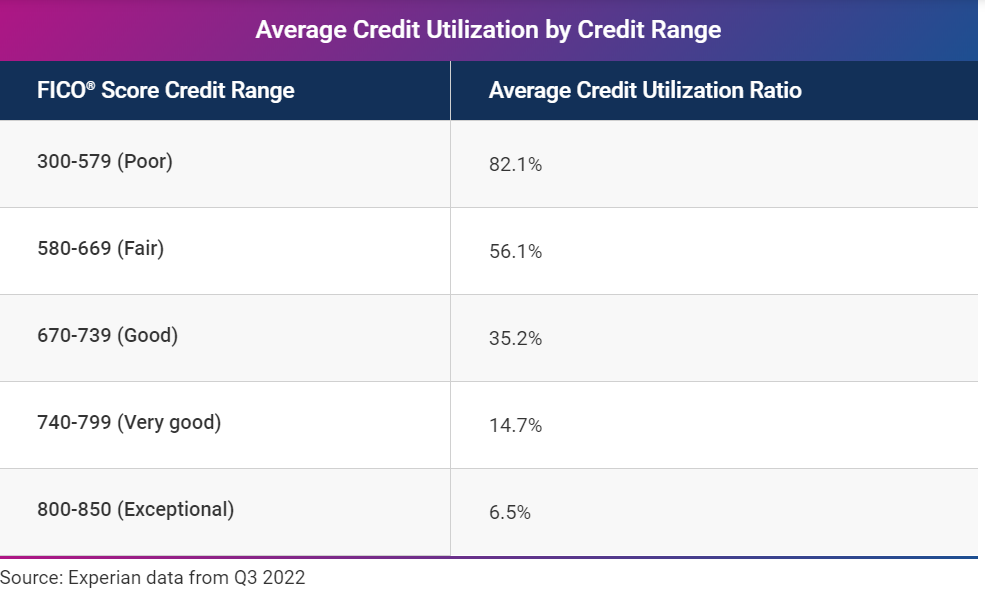 Average Credit Utilization by Credit Range
FICO® Score Credit Range Average Credit Utilization Ratio
300-579 (Poor) 82.1%
580-669 (Fair) 56.1%
670-739 (Good) 35.2%
740-799 (Very good) 14.7%
800-850 (Exceptional) 6.5%
Source: Experian data from Q3 2022